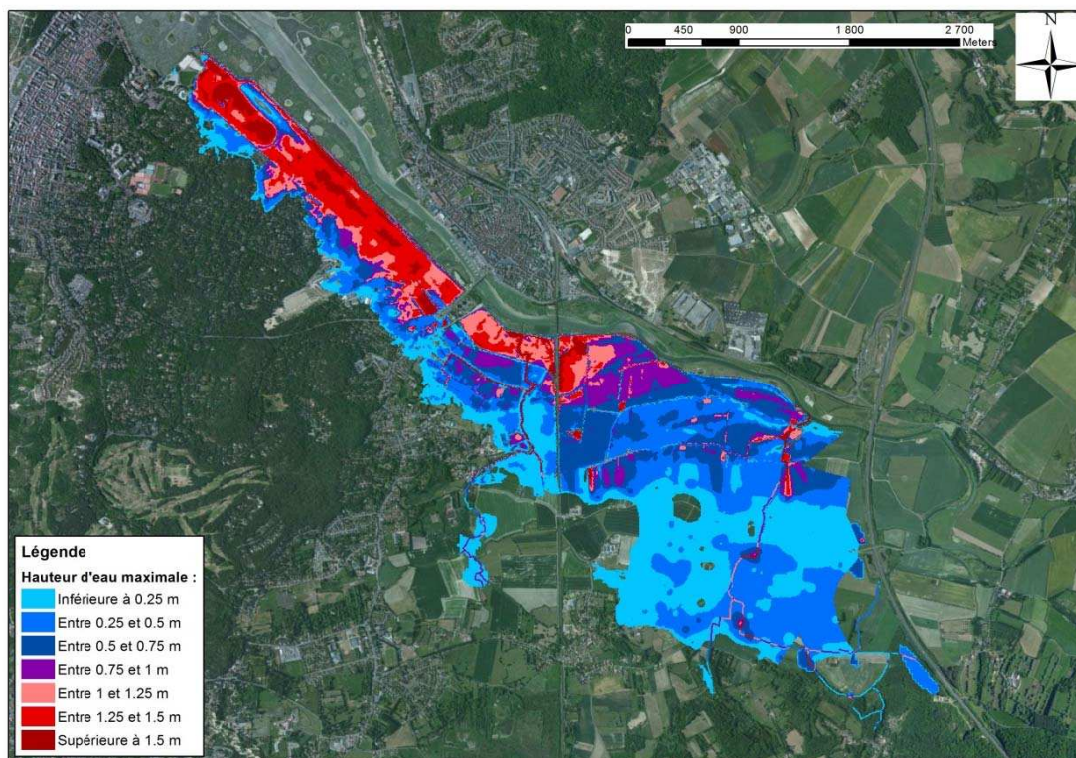 0 450 900 1 800 2 700
Meters
N
Légende
Hauteur d'eau maximale :
Inférieure à 0.25 m
Entre 0.25 et 0.5 m
Entre 0.5 et 0.75 m
Entre 0.75 et 1 m
Entre 1 et 1.25 m
Entre 1.25 et 1.5 m
Supérieure à 1.5 m